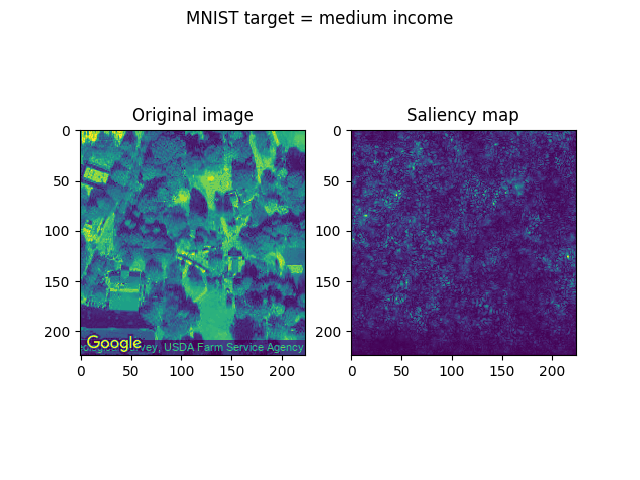 MNIST target = medium income
Original image
Saliency map
0
50
100
150
200
0 50 100 150 200
0
50
100
150
200
0 50 100 150 200
Google
vey, USDA Farm Service Agency